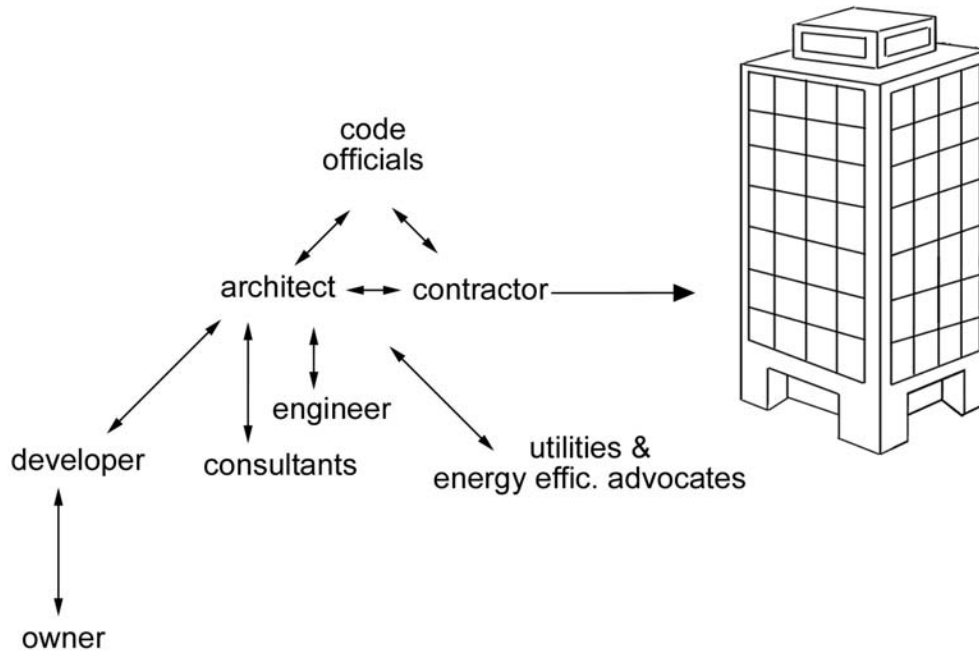 code
officials
architect
contractor
engineer
developer
consultants
utilities &
energy effic. advocates
owner